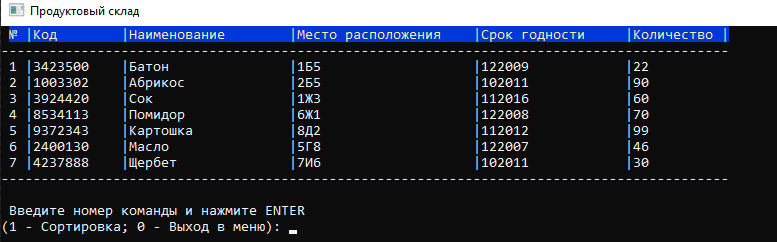 Продуктовый склад
№ |Код |Наименование |Место расположения |Срок годности |Количество |
1 |3423500 |Батон |1Б5 |122009 |22
2 |1003302 |Абрикос |2Б5 |102011 |90
3 |3924420 |Сок |1Ж3 |112016 |60
4 |8534113 |Помидор |6Ж1 |122008 |70
5 |9372343 |Картошка |8Д2 |112012 |99
6 |2400130 |Масло |5Г8 |122007 |46
7 |4237888 |Щербет |7И6 |102011 |30
Введите номер команды и нажмите ENTER
(1 - Сортировка; 0 - Выход в меню):